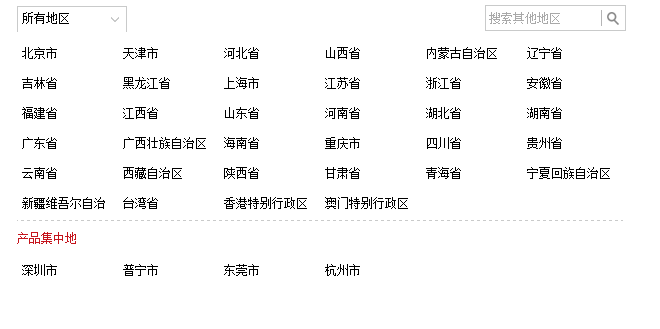 所有地区 搜索其他地区
北京市 天津市 河北省 山西省 内蒙古自治区 辽宁省
吉林省 黑龙江省 上海市 江苏省 浙江省 安徽省
福建省 江西省 山东省 河南省 湖北省 湖南省
广东省 广西壮族自治区 海南省 重庆市 四川省 贵州省
云南省 西藏自治区 陕西省 甘肃省 青海省 宁夏回族自治区
新疆维吾尔自治 台湾省 香港特别行政区 澳门特别行政区
产品集中地
深圳市 普宁市 东莞市 杭州市